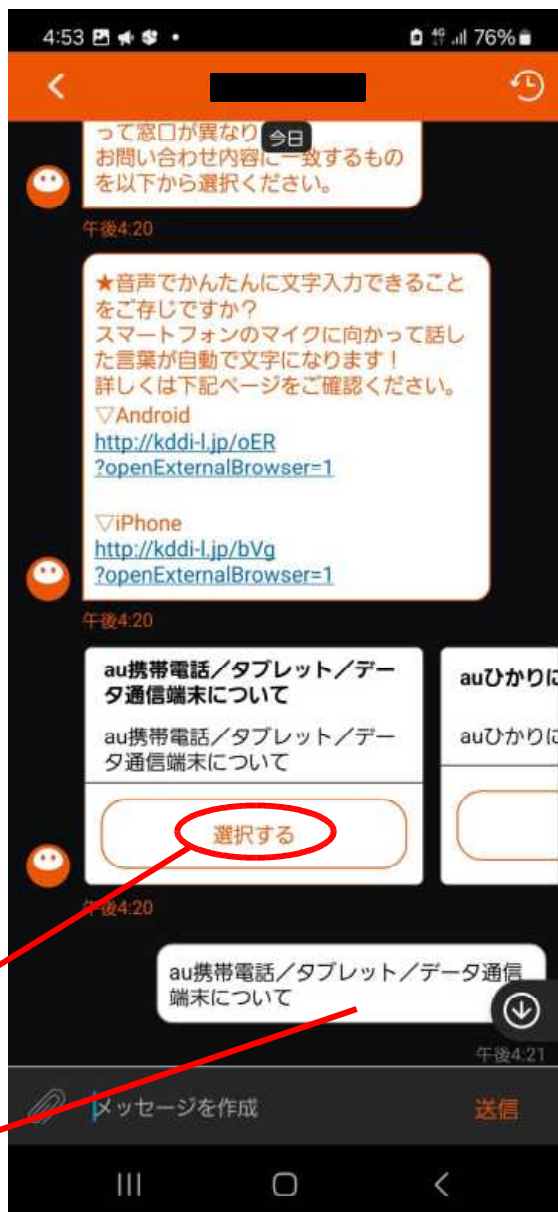 4:53
4G 76%
って窓口が異なり
今日
お問い合わせ内容に一致するもの
を以下から選択ください。
午後4:20
★音声でかんたんに文字入力できること
をご存じですか？
スマートフォンのマイクに向かって話し
た言葉が自動で文字になります！
詳しくは下記ページをご確認ください。
▽Android
http://kddi-l.jp/oER
?openExternalBrowser=1
▽iPhone
http://kddi-l.jp/bVg
?openExternalBrowser=1
午後4:20
au携帯電話／タブレット／デー
タ通信端末について
au携帯電話／タブレット／デー
タ通信端末について
選択する
auひかりに
auひかりに
午後4:20
au携帯電話／タブレット／データ通信
端末について
午後4:21
メッセージを作成
送信